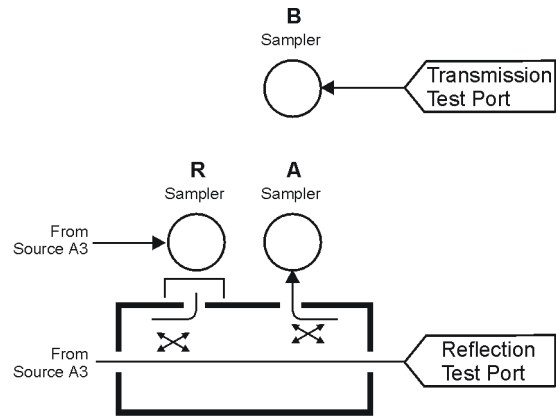 B
Sampler
Transmission
Test Port
R
Sampler
A
Sampler
From
Source A3
From
Source A3
Reflection
Test Port